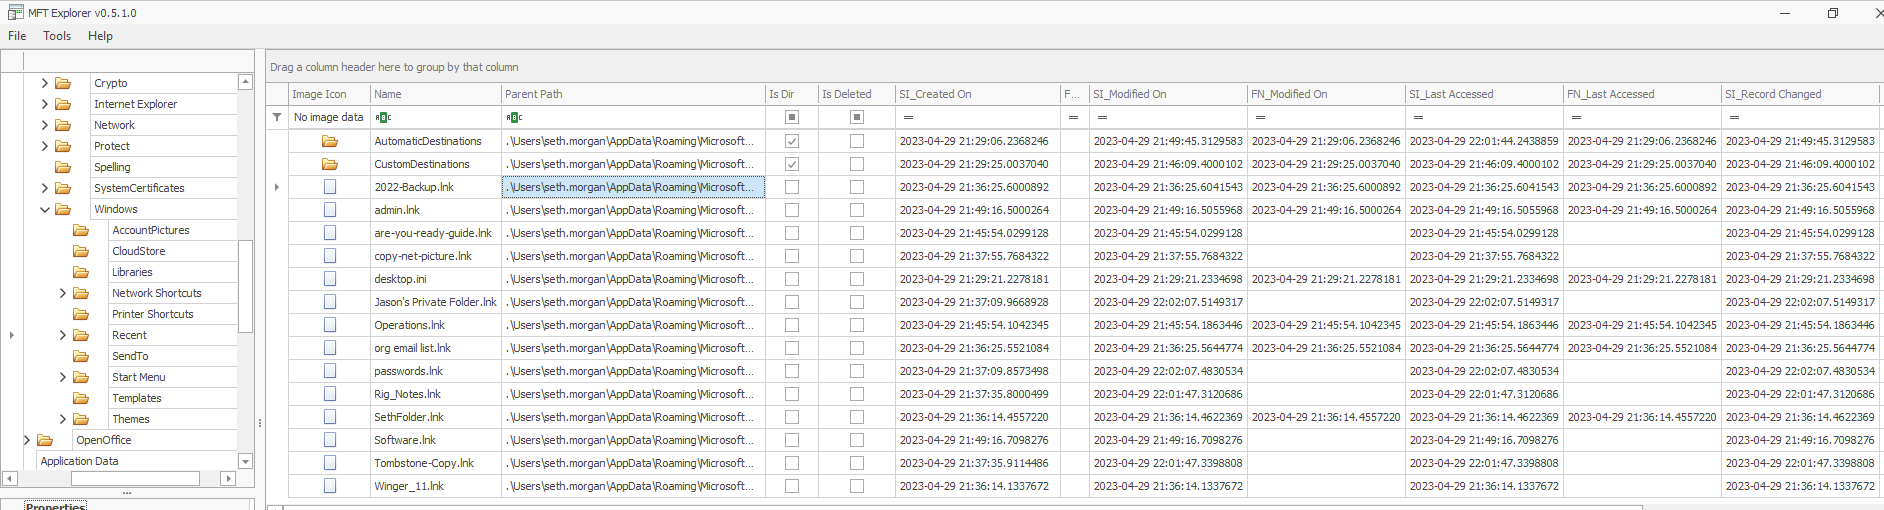 MFT Explorer v0.5.1.0
File Tools Help
Crypto
Internet Explorer
Network
Protect
Spelling
SystemCertificates
Windows
AccountPictures
CloudStore
Libraries
Network Shortcuts
Printer Shortcuts
Recent
SendTo
Start Menu
Templates
Themes
OpenOffice
Application Data
Properties
Drag a column header here to group by that column
Image Icon Name Parent Path Is Dir Is Deleted SI_Created On F... SI_Modified On FN_Modified On SI_Last Accessed FN_Last Accessed SI_Record Changed
No image data ABC ABC = = = = = = =
AutomaticDestinations .\Users\seth.morgan\AppData\Roaming\Microsoft... 2023-04-29 21:29:06.2368246 2023-04-29 21:49:45.3129583 2023-04-29 21:29:06.2368246 2023-04-29 22:01:44.2438859 2023-04-29 21:29:06.2368246 2023-04-29 21:49:45.3129583
CustomDestinations .\Users\seth.morgan\AppData\Roaming\Microsoft... 2023-04-29 21:29:25.0037040 2023-04-29 21:46:09.4000102 2023-04-29 21:29:25.0037040 2023-04-29 21:46:09.4000102 2023-04-29 21:29:25.0037040 2023-04-29 21:46:09.4000102
2022-Backup.lnk .\Users\seth.morgan\AppData\Roaming\Microsoft... 2023-04-29 21:36:25.6000892 2023-04-29 21:36:25.6041543 2023-04-29 21:36:25.6000892 2023-04-29 21:36:25.6041543 2023-04-29 21:36:25.6000892 2023-04-29 21:36:25.6041543
admin.lnk .\Users\seth.morgan\AppData\Roaming\Microsoft... 2023-04-29 21:49:16.5000264 2023-04-29 21:49:16.5055968 2023-04-29 21:49:16.5000264 2023-04-29 21:49:16.5055968 2023-04-29 21:49:16.5000264 2023-04-29 21:49:16.5055968
are-you-ready-guide.lnk .\Users\seth.morgan\AppData\Roaming\Microsoft... 2023-04-29 21:45:54.0299128 2023-04-29 21:45:54.0299128 2023-04-29 21:45:54.0299128 2023-04-29 21:45:54.0299128
copy-net-picture.lnk .\Users\seth.morgan\AppData\Roaming\Microsoft... 2023-04-29 21:37:55.7684322 2023-04-29 21:37:55.7684322 2023-04-29 21:37:55.7684322 2023-04-29 21:37:55.7684322
desktop.ini .\Users\seth.morgan\AppData\Roaming\Microsoft... 2023-04-29 21:29:21.2278181 2023-04-29 21:29:21.2334698 2023-04-29 21:29:21.2278181 2023-04-29 21:29:21.2334698 2023-04-29 21:29:21.2278181 2023-04-29 21:29:21.2334698
Jason's Private Folder.lnk .\Users\seth.morgan\AppData\Roaming\Microsoft... 2023-04-29 21:37:09.9668928 2023-04-29 22:02:07.5149317 2023-04-29 22:02:07.5149317 2023-04-29 22:02:07.5149317
Operations.lnk .\Users\seth.morgan\AppData\Roaming\Microsoft... 2023-04-29 21:45:54.1042345 2023-04-29 21:45:54.1863446 2023-04-29 21:45:54.1042345 2023-04-29 21:45:54.1863446 2023-04-29 21:45:54.1042345 2023-04-29 21:45:54.1863446
org email list.lnk .\Users\seth.morgan\AppData\Roaming\Microsoft... 2023-04-29 21:36:25.5521084 2023-04-29 21:36:25.5644774 2023-04-29 21:36:25.5521084 2023-04-29 21:36:25.5644774 2023-04-29 21:36:25.5521084 2023-04-29 21:36:25.5644774
passwords.lnk .\Users\seth.morgan\AppData\Roaming\Microsoft... 2023-04-29 21:37:09.8573498 2023-04-29 22:02:07.4830534 2023-04-29 22:02:07.4830534 2023-04-29 22:02:07.4830534
Rig_Notes.lnk .\Users\seth.morgan\AppData\Roaming\Microsoft... 2023-04-29 21:37:35.8000499 2023-04-29 22:01:47.3120686 2023-04-29 22:01:47.3120686 2023-04-29 22:01:47.3120686
SethFolder.lnk .\Users\seth.morgan\AppData\Roaming\Microsoft... 2023-04-29 21:36:14.4557220 2023-04-29 21:36:14.4622369 2023-04-29 21:36:14.4557220 2023-04-29 21:36:14.4622369 2023-04-29 21:36:14.4557220 2023-04-29 21:36:14.4622369
Software.lnk .\Users\seth.morgan\AppData\Roaming\Microsoft... 2023-04-29 21:49:16.7098276 2023-04-29 21:49:16.7098276 2023-04-29 21:49:16.7098276 2023-04-29 21:49:16.7098276
Tombstone-Copy.lnk .\Users\seth.morgan\AppData\Roaming\Microsoft... 2023-04-29 21:37:35.9114486 2023-04-29 22:01:47.3398808 2023-04-29 22:01:47.3398808 2023-04-29 22:01:47.3398808
Winger_11.lnk .\Users\seth.morgan\AppData\Roaming\Microsoft... 2023-04-29 21:36:14.1337672 2023-04-29 21:36:14.1337672 2023-04-29 21:36:14.1337672 2023-04-29 21:36:14.1337672